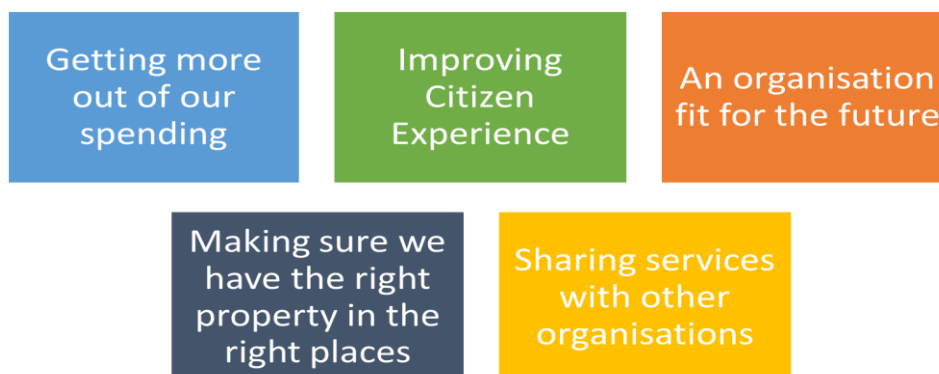 Getting more
out of our
spending
Improving
Citizen
Experience
An organisation
fit for the future
Making sure we
have the right
property in the
right places
Sharing services
with other
organisations